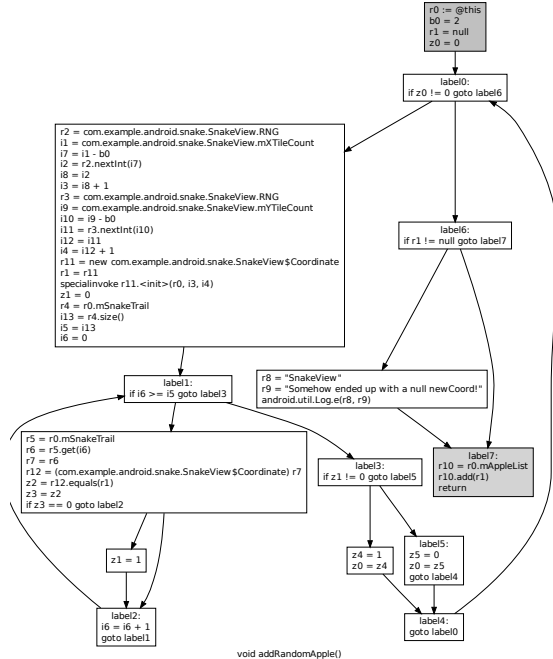 r0 := @this
b0 = 2
r1 = null
z0 = 0
label0:
if z0 != 0 goto label6
r2 = com.example.android.snake.SnakeView.RNG
i1 = com.example.android.snake.SnakeView.mXTileCount
i7 = i1 - b0
i2 = r2.nextInt(i7)
i8 = i2
i3 = i8 + 1
r3 = com.example.android.snake.SnakeView.RNG
i9 = com.example.android.snake.SnakeView.mYTileCount
i10 = i9 - b0
i11 = r3.nextInt(i10)
i12 = i11
i4 = i12 + 1
r11 = new com.example.android.snake.SnakeView$Coordinate
r1 = r11
specialinvoke r11.<init>(r0, i3, i4)
z1 = 0
r4 = r0.mSnakeTrail
i13 = r4.size()
i5 = i13
i6 = 0
label6:
if r1 != null goto label7
label1:
if i6 >= i5 goto label3
r8 = "SnakeView"
r9 = "Somehow ended up with a null newCoord!"
android.util.Log.e(r8, r9)
r5 = r0.mSnakeTrail
r6 = r5.get(i6)
r7 = r6
r12 = (com.example.android.snake.SnakeView$Coordinate) r7
z2 = r12.equals(r1)
z3 = z2
if z3 == 0 goto label2
label3:
if z1 != 0 goto label5
label7:
r10 = r0.mAppleList
r10.add(r1)
return
z1 = 1
z4 = 1
z0 = z4
label5:
z5 = 0
z0 = z5
goto label4
label2:
i6 = i6 + 1
goto label1
label4:
goto label0
void addRandomApple()